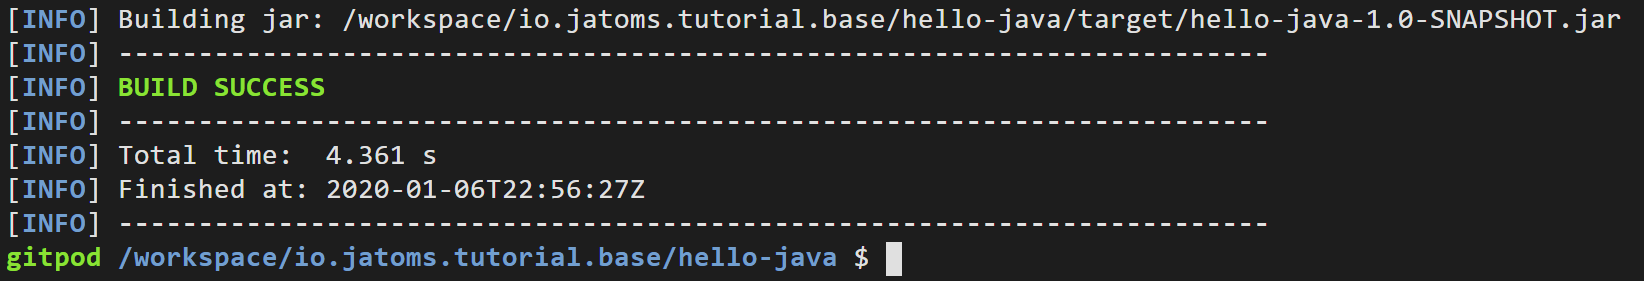 [INFO] Building jar: /workspace/io.jatoms.tutorial.base/hello-java/target/hello-java-1.0-SNAPSHOT.jar
[INFO] ------------------------------------------------------------------------
[INFO] BUILD SUCCESS
[INFO] ------------------------------------------------------------------------
[INFO] Total time:  4.361 s
[INFO] Finished at: 2020-01-06T22:56:27Z
[INFO] ------------------------------------------------------------------------
gitpod /workspace/io.jatoms.tutorial.base/hello-java $